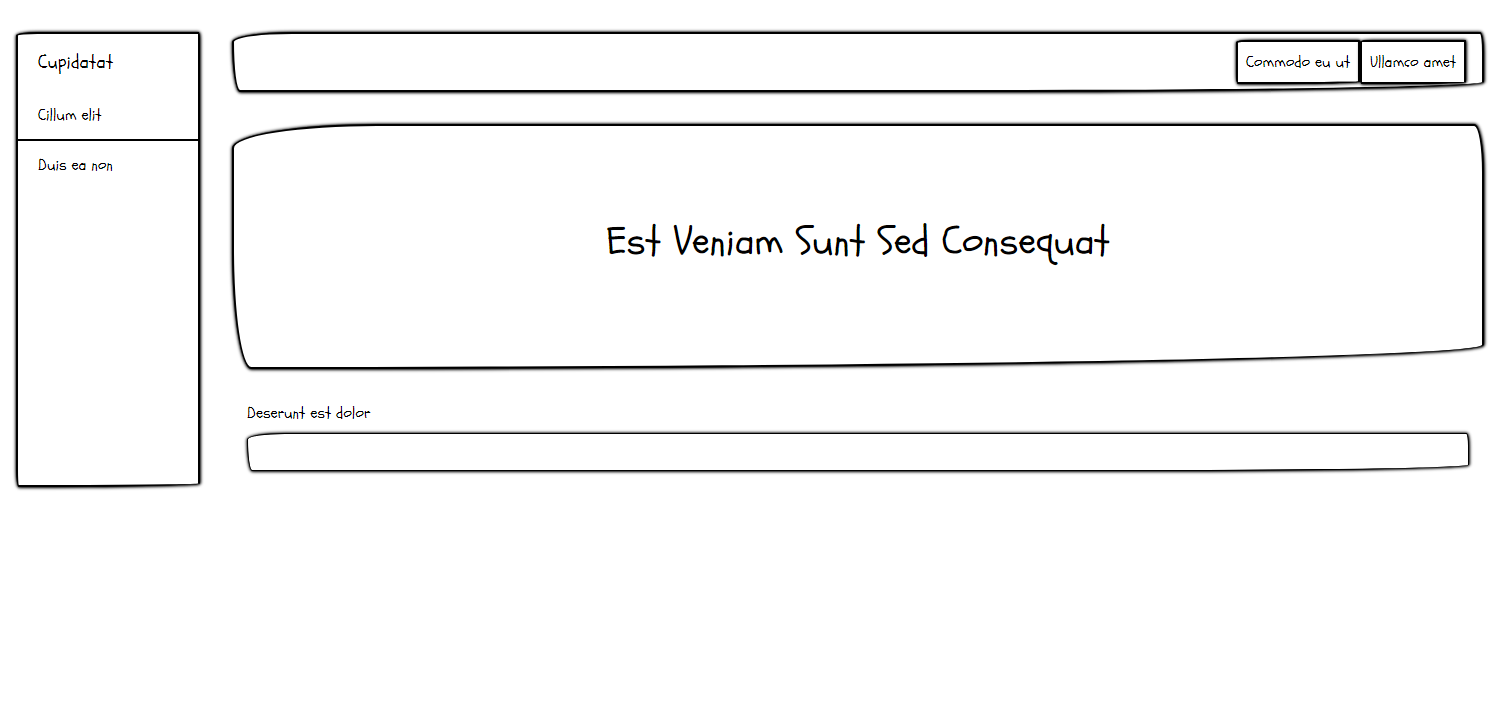 Cupidatat
Cillum elit
Duis ea non
Commodo eu ut
Ullamco amet
Est Veniam Sunt Sed Consequat
Deserunt est dolor